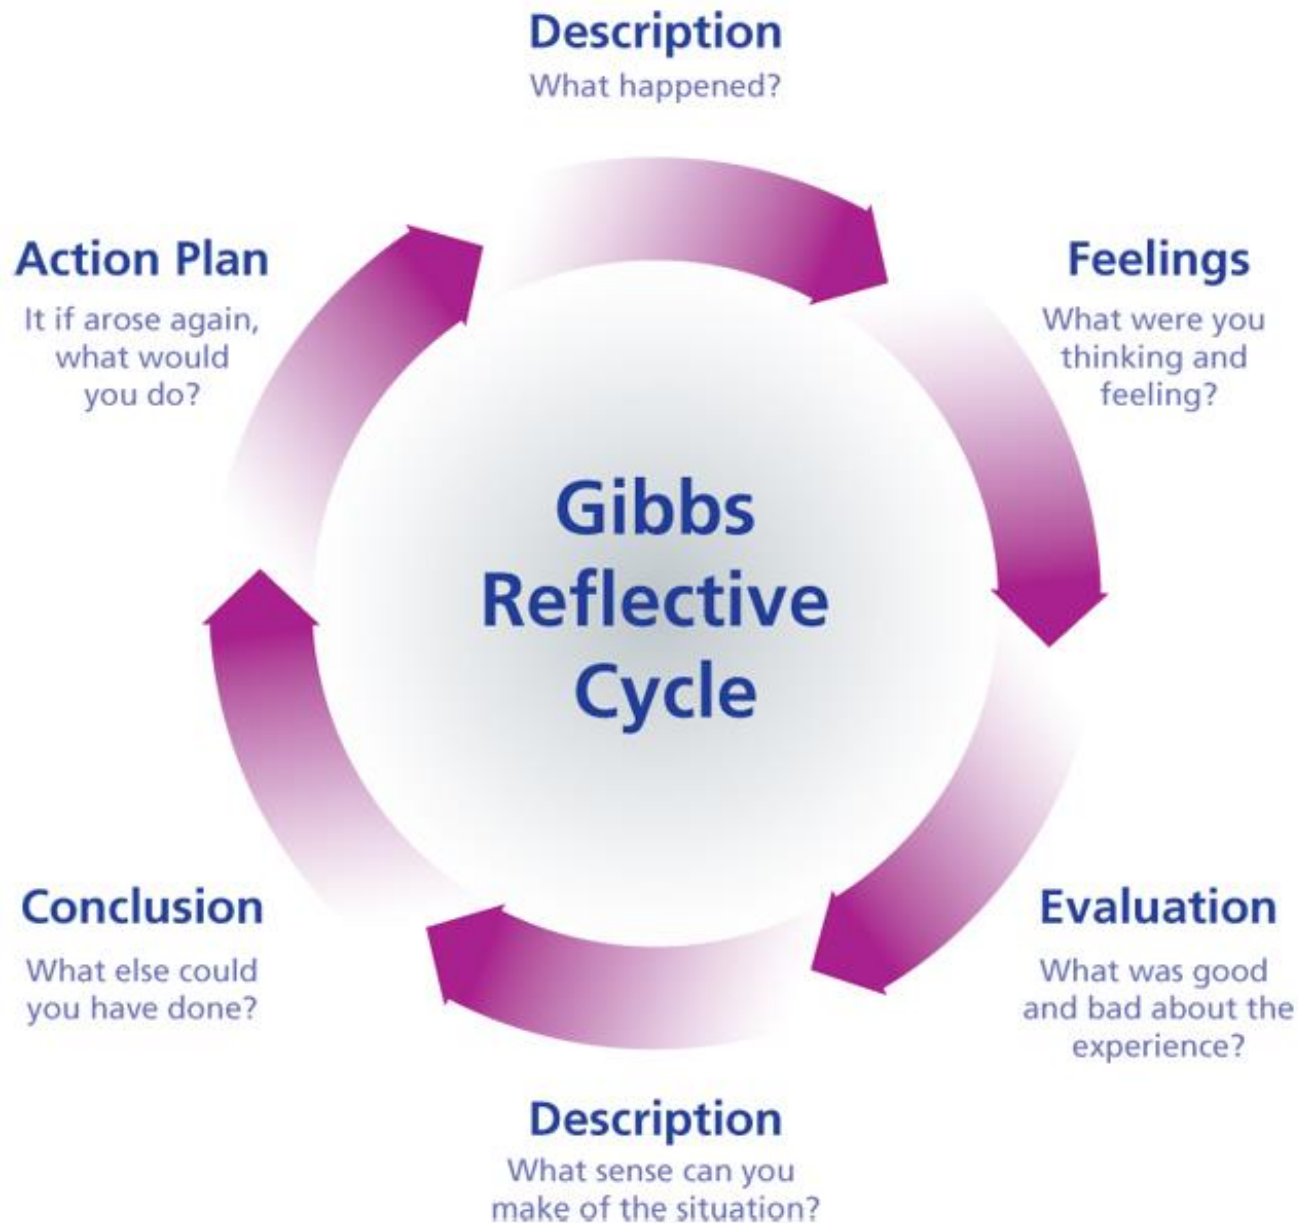 Description
What happened?
Feelings
What were you
thinking and
feeling?
Evaluation
What was good
and bad about the
experience?
Description
What sense can you
make of the situation?
Conclusion
What else could
you have done?
Action Plan
It if arose again,
what would
you do?
Gibbs
Reflective
Cycle